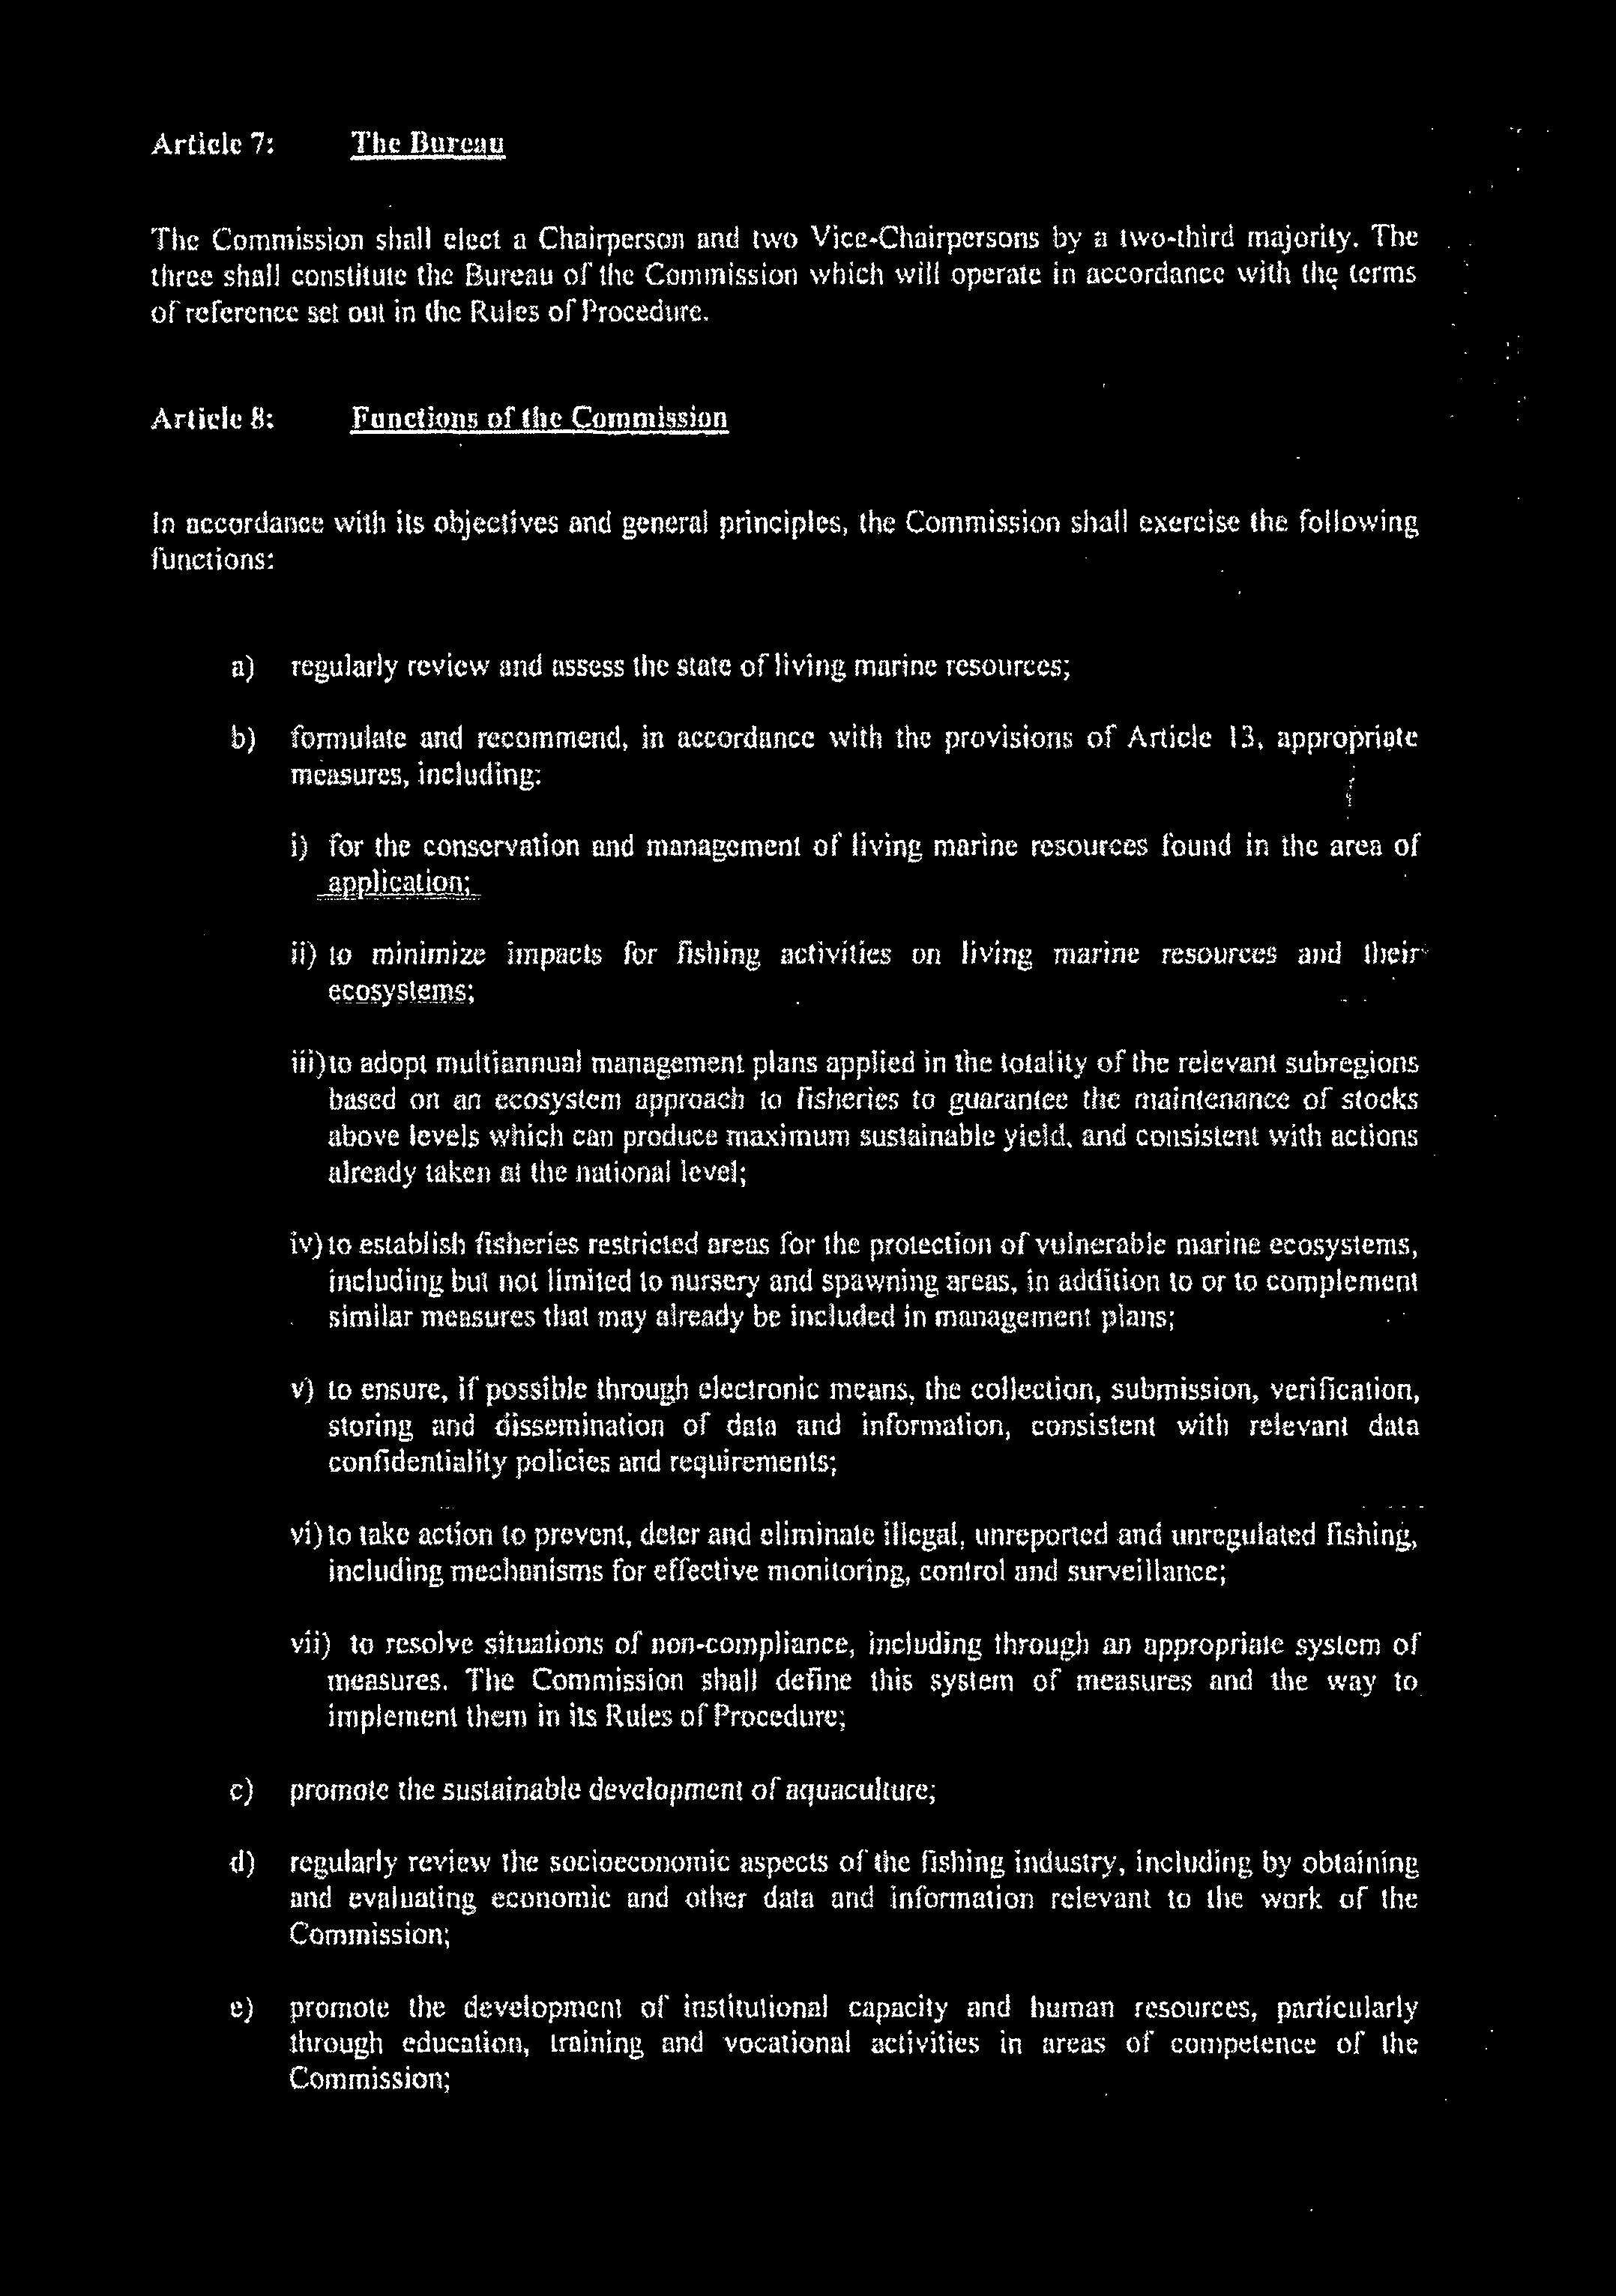 Article 7: The Bureau
The Commission shall elect a Chairperson and two Vice-Chairpersons by a two-third majority. The
three shall constitute the Bureau of the Commission which will operate in accordance with the terms
of reference set out in the Rules of Procedure.
Article 8: Functions of the Commission
In accordance with its objectives and general principles, the Commission shall exercise the following
functions:
a) regularly review and assess the state of living marine resources;
b) formulate and recommend, in accordance with the provisions of Article 13, appropriate
measures, including:
i) for the conservation and management of living marine resources found in the area of
application;
ii) to minimize impacts for fishing activities on living marine resources and their
ecosystems;
iii)to adopt multiannual management plans applied in the totality of the relevant subregions
based on an ecosystem approach to fisheries to guarantee the maintenance of stocks
above levels which can produce maximum sustainable yield, and consistent with actions
already taken at the national level;
iv)to establish fisheries restricted areas for the protection of vulnerable marine ecosystems,
including but not limited to nursery and spawning areas, in addition to or to complement
similar measures that may already be included in management plans;
v) to ensure, if possible through electronic means, the collection, submission, verification,
storing and dissemination of data and information, consistent with relevant data
confidentiality policies and requirements;
vi)to take action to prevent, deter and eliminate illegal, unreported and unregulated fishing,
including mechanisms for effective monitoring, control and surveillance;
vii) to resolve situations of non-compliance, including through an appropriate system of
measures. The Commission shall define this system of measures and the way to
implement them in its Rules of Procedure;
c) promote the sustainable development of aquaculture;
d) regularly review the socioeconomic aspects of the fishing industry, including by obtaining
and evaluating economic and other data and information relevant to the work of the
Commission;
e) promote the development of institutional capacity and human resources, particularly
through education, training and vocational activities in areas of competence of the
Commission;